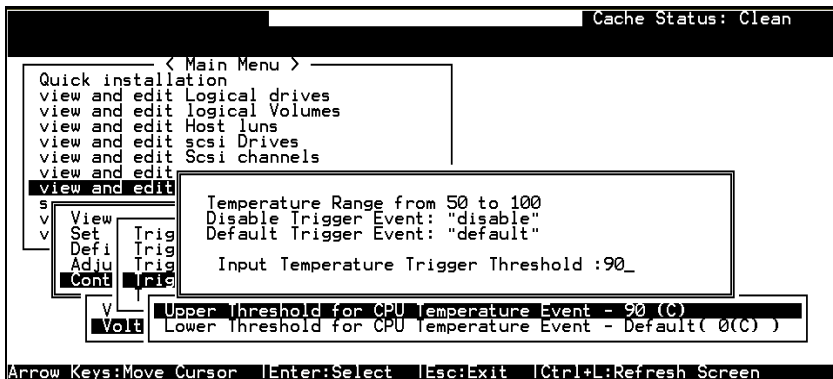 Cache Status: Clean
< Main Menu >
Quick installation
view and edit Logical drives
view and edit logical Volumes
view and edit Host luns
view and edit scsi Drives
view and edit Scsi channels
view and edit
view and edit
s
v
v
View
Set
Defi
Adju
Cont
Trig
Trig
Trig
Trig
T
V
Volt
Temperature Range from 50 to 100
Disable Trigger Event: "disable"
Default Trigger Event: "default"
Input Temperature Trigger Threshold :90_
Upper Threshold for CPU Temperature Event - 90 (C)
Lower Threshold for CPU Temperature Event - Default( 0(C) )
Arrow Keys:Move Cursor |Enter:Select |Esc:Exit |Ctrl+L:Refresh Screen